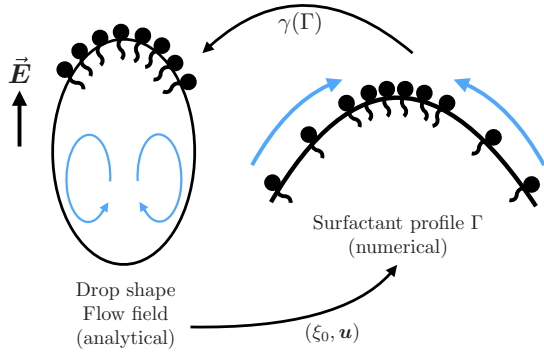 γ(Γ)
E⃗
Surfactant profile Γ
(numerical)
Drop shape
Flow field
(analytical)
(ξ₀, u)